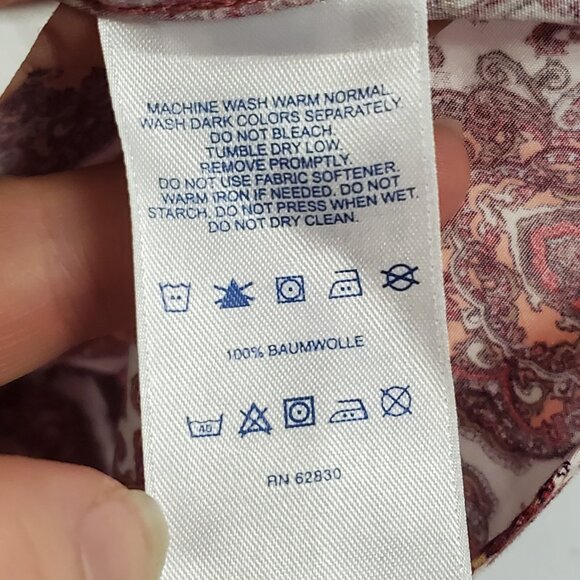 MACHINE WASH WARM NORMAL.
WASH DARK COLORS SEPARATELY.
DO NOT BLEACH.
TUMBLE DRY LOW.
REMOVE PROMPTLY.
DO NOT USE FABRIC SOFTENER.
WARM IRON IF NEEDED. DO NOT
STARCH. DO NOT PRESS WHEN WET.
DO NOT DRY CLEAN.
100% BAUMWOLLE
40
RN 62830